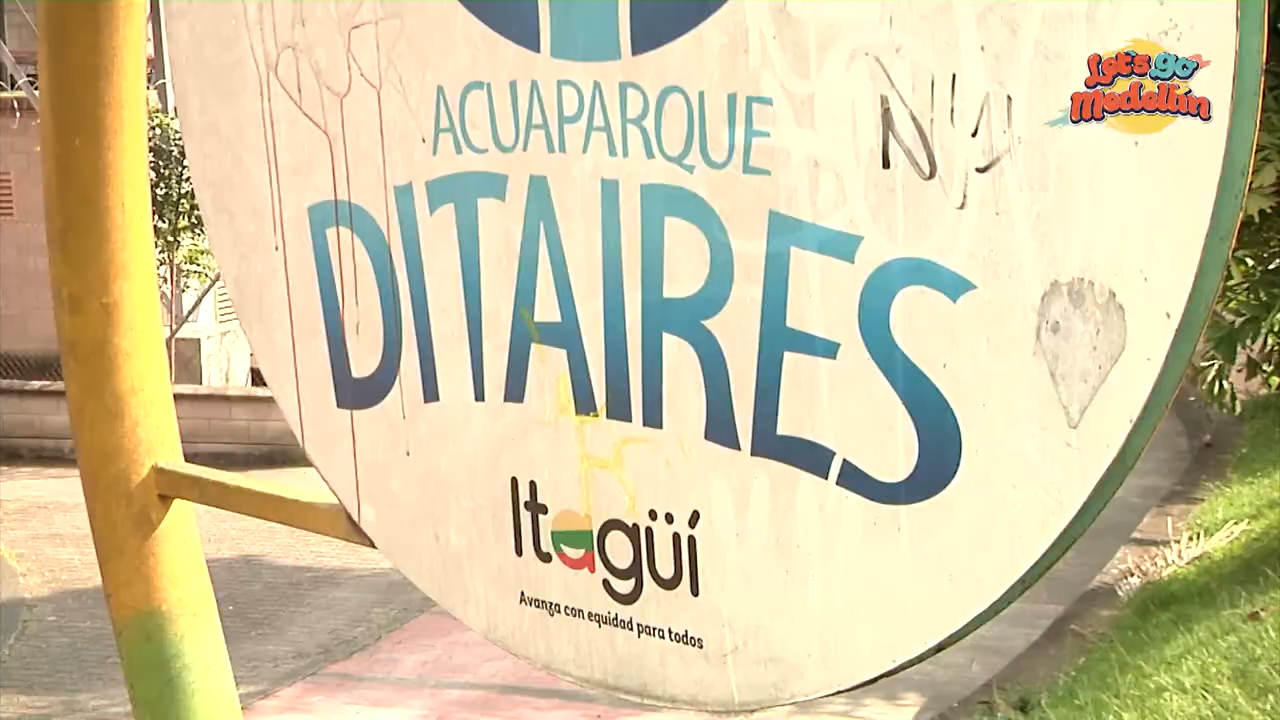 Let's go
Medellín
ACUAPARQUE
DITAIRES
Itagüí
Avanza con equidad para todos